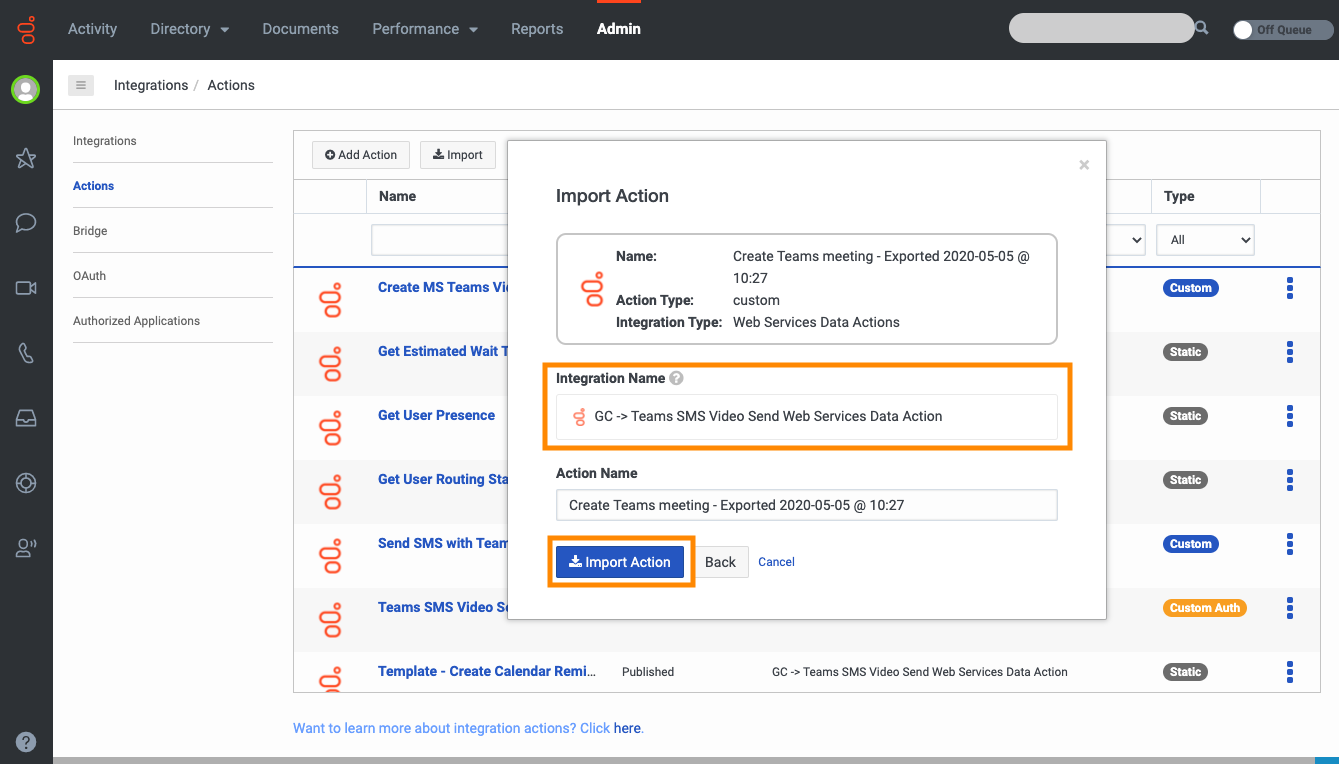 Activity Directory Documents Performance Reports Admin Off Queue
Integrations / Actions
Integrations
Actions
Bridge
OAuth
Authorized Applications
Add Action Import
Name Type
All
Create MS Teams Custom
Get Estimated Wait Static
Get User Presence Static
Get User Routing Static
Send SMS with Custom
Teams SMS Video Custom Auth
Template - Create Calendar Remi... Published GC -> Teams SMS Video Send Web Services Data Action Static
Import Action
×
Name: Create Teams meeting - Exported 2020-05-05 @
10:27
Action Type: custom
Integration Type: Web Services Data Actions
Integration Name ?
GC -> Teams SMS Video Send Web Services Data Action
Action Name
Create Teams meeting - Exported 2020-05-05 @ 10:27
Import Action Back Cancel
Want to learn more about integration actions? Click here.
?